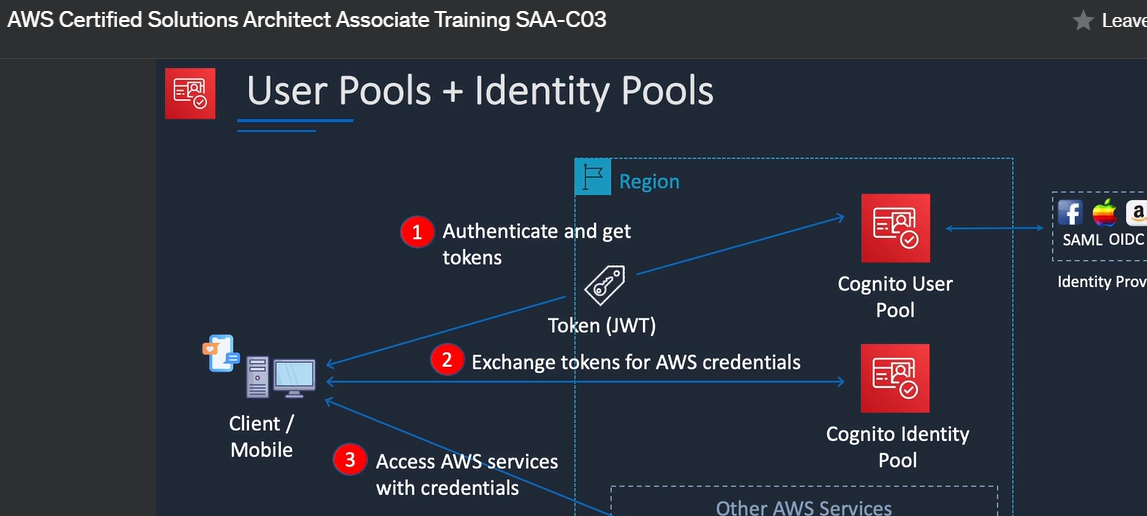 AWS Certified Solutions Architect Associate Training SAA-C03
Leave
User Pools + Identity Pools
Region
1
Authenticate and get
tokens
a
SAML OIDC
Identity Prov
Cognito User
Pool
Token (JWT)
2
Exchange tokens for AWS credentials
Client /
Mobile
Cognito Identity
Pool
3
Access AWS services
with credentials
Other AWS Services